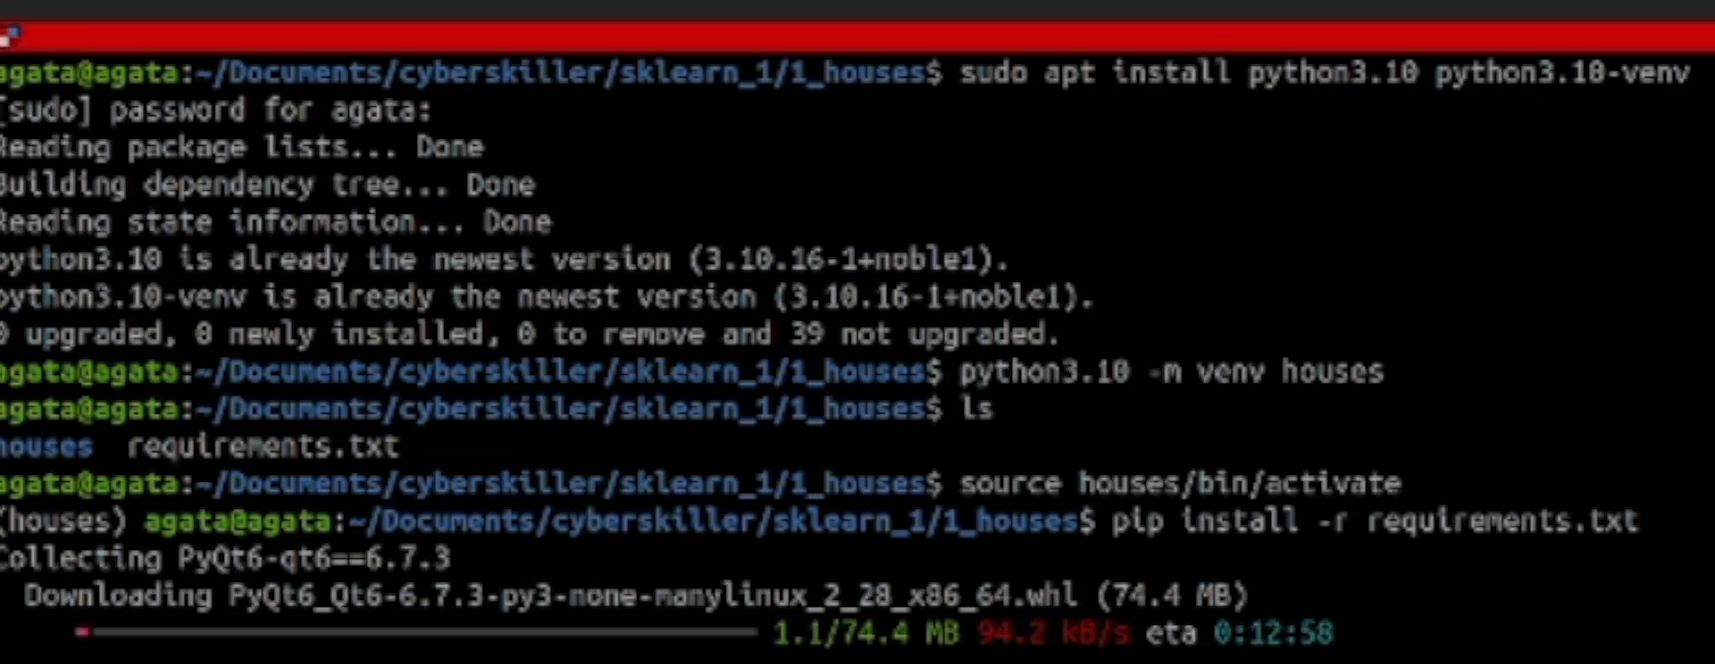 agata@agata:~/Documents/cyberskiller/sklearn_1/1_houses$ sudo apt install python3.10 python3.10-venv
[sudo] password for agata:
Reading package lists... Done
Building dependency tree... Done
Reading state information... Done
python3.10 is already the newest version (3.10.16-1+noble1).
python3.10-venv is already the newest version (3.10.16-1+noble1).
0 upgraded, 0 newly installed, 0 to remove and 39 not upgraded.
agata@agata:~/Documents/cyberskiller/sklearn_1/1_houses$ python3.10 -m venv houses
agata@agata:~/Documents/cyberskiller/sklearn_1/1_houses$ ls
houses  requirements.txt
agata@agata:~/Documents/cyberskiller/sklearn_1/1_houses$ source houses/bin/activate
(houses) agata@agata:~/Documents/cyberskiller/sklearn_1/1_houses$ pip install -r requirements.txt
Collecting PyQt6-qt6==6.7.3
  Downloading PyQt6_Qt6-6.7.3-py3-none-manylinux_2_28_x86_64.whl (74.4 MB)
1.1/74.4 MB 94.2 kB/s eta 0:12:58